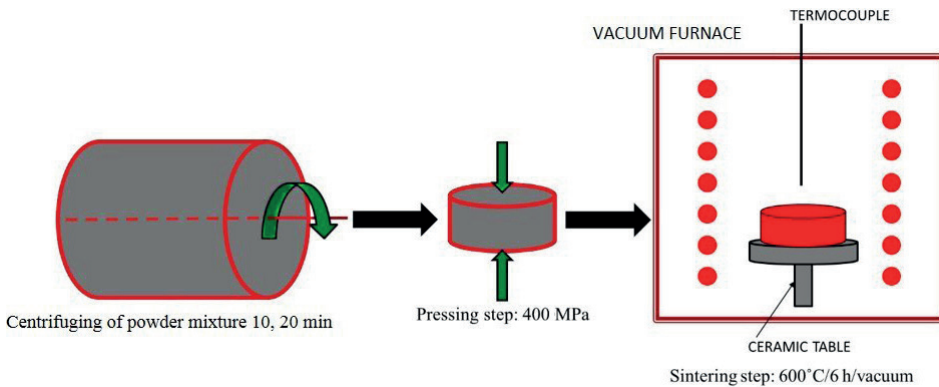 TERMOCOUPLE
VACUUM FURNACE
Centrifuging of powder mixture 10, 20 min
Pressing step: 400 MPa
CERAMIC TABLE
Sintering step: 600˚C/6 h/vacuum